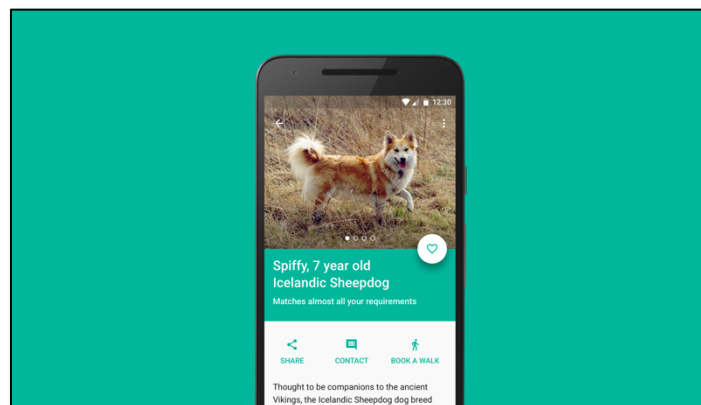 12:30
Spiffy, 7 year old
Icelandic Sheepdog
Matches almost all your requirements
SHARE CONTACT BOOK A WALK
Thought to be companions to the ancient
Vikings, the Icelandic Sheepdog dog breed